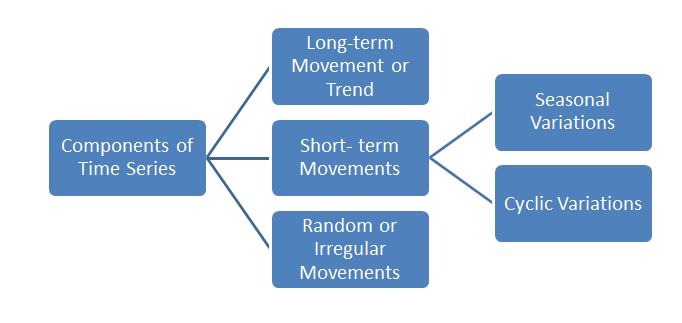 Components of
Time Series
Long-term
Movement or
Trend
Short- term
Movements
Random or
Irregular
Movements
Seasonal
Variations
Cyclic Variations